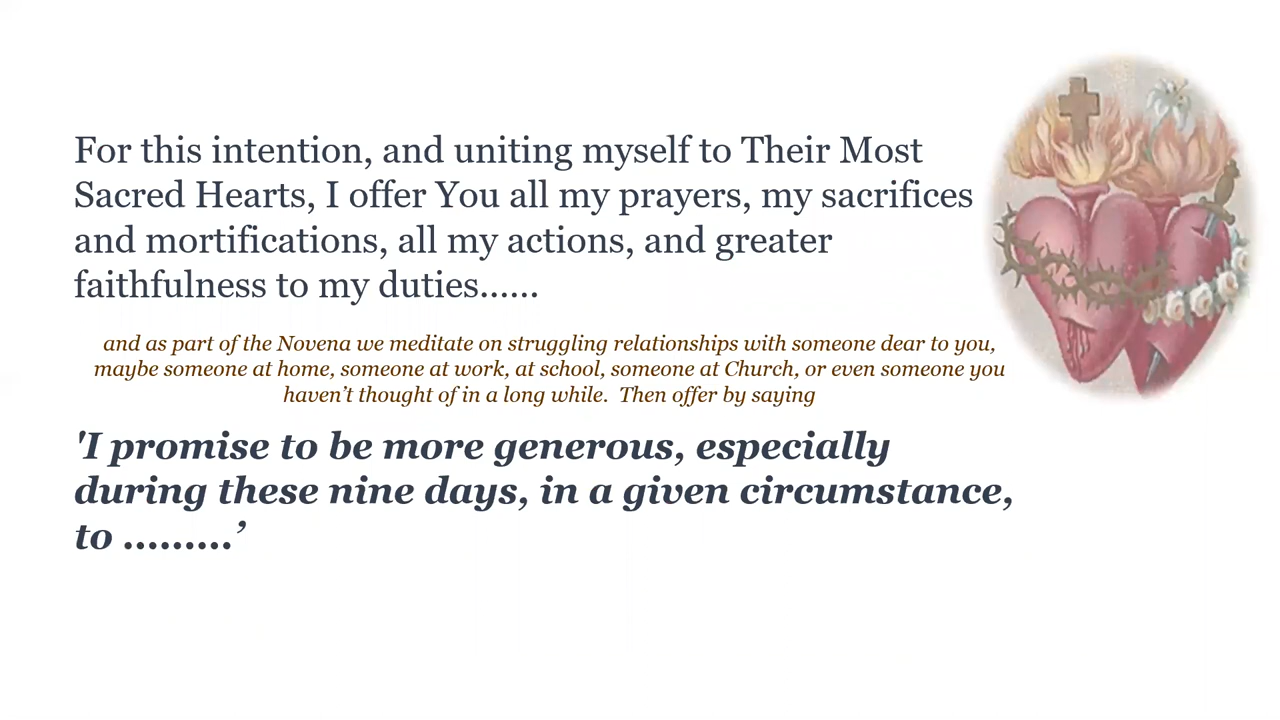 For this intention, and uniting myself to Their Most
Sacred Hearts, I offer You all my prayers, my sacrifices
and mortifications, all my actions, and greater
faithfulness to my duties……
and as part of the Novena we meditate on struggling relationships with someone dear to you,
maybe someone at home, someone at work, at school, someone at Church, or even someone you
haven’t thought of in a long while.  Then offer by saying
'I promise to be more generous, especially
during these nine days, in a given circumstance,
to ………’